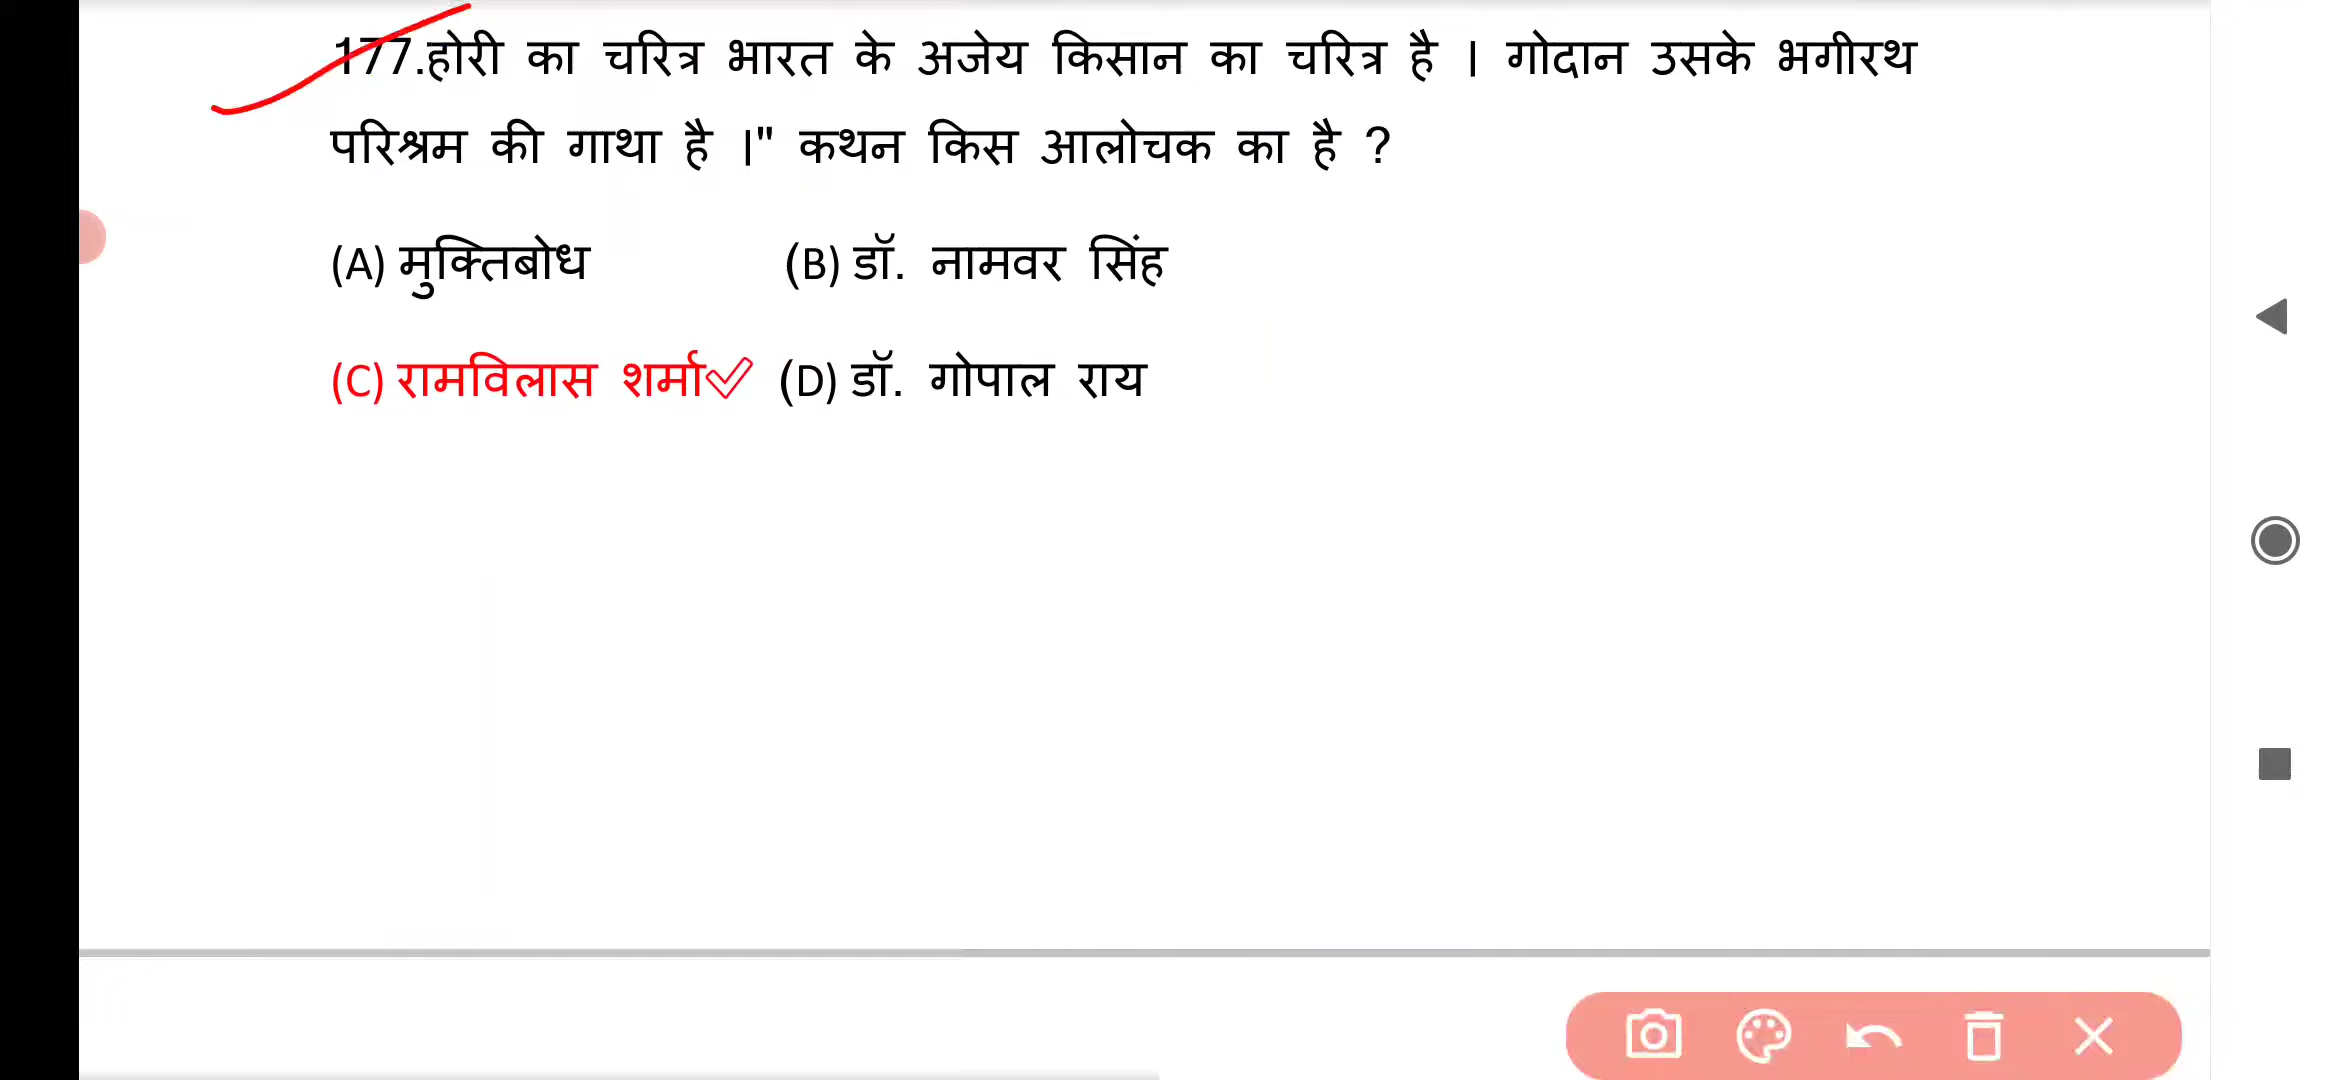 177.होरी का चरित्र भारत के अजेय किसान का चरित्र है । गोदान उसके भगीरथ
परिश्रम की गाथा है ।" कथन किस आलोचक का है ?
(A) मुक्तिबोध (B) डॉ. नामवर सिंह
(C) रामविलास शर्मा✓ (D) डॉ. गोपाल राय